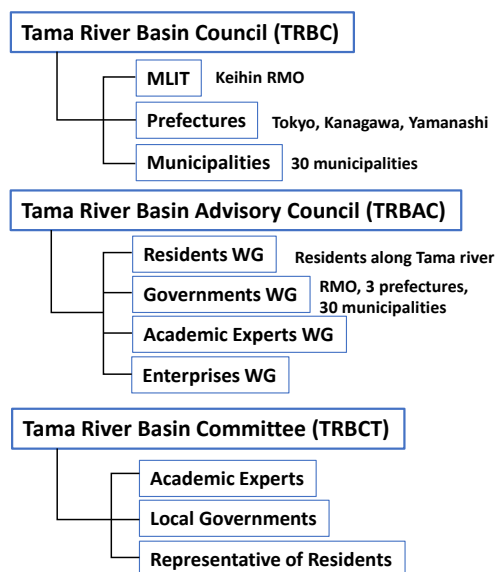 Tama River Basin Council (TRBC)
MLIT Keihin RMO
Prefectures Tokyo, Kanagawa, Yamanashi
Municipalities 30 municipalities
Tama River Basin Advisory Council (TRBAC)
Residents WG Residents along Tama river
Governments WG RMO, 3 prefectures,
30 municipalities
Academic Experts WG
Enterprises WG
Tama River Basin Committee (TRBCT)
Academic Experts
Local Governments
Representative of Residents